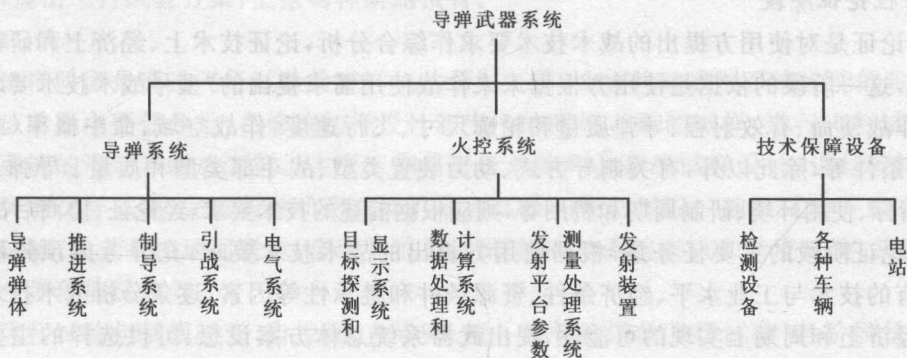 导弹武器系统
导弹系统
火控系统
技术保障设备
导弹弹体
推进系统
制导系统
引战系统
电气系统
目标探测和
显示系统
数据处理和
计算系统
发射平台参数
测量处理系统
发射装置
检测设备
各种车辆
电站